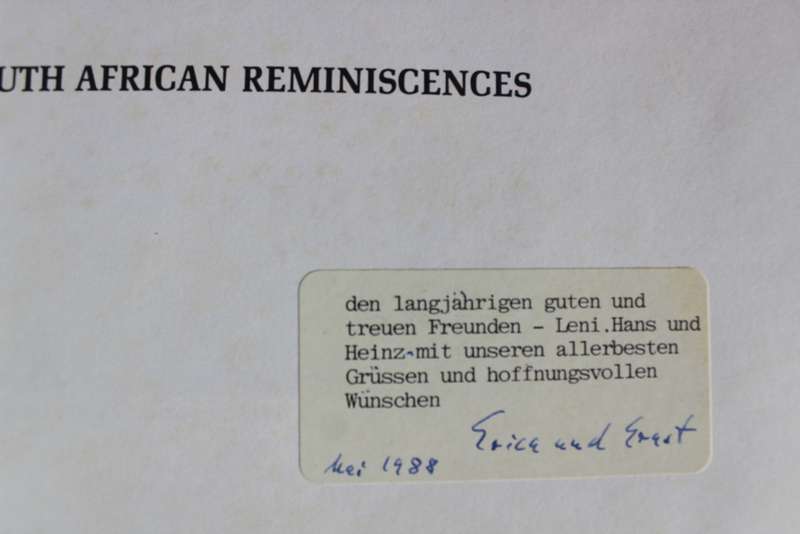 UTH AFRICAN REMINISCENCES
den langjährigen guten und
treuen Freunden - Leni.Hans und
Heinz-mit unseren allerbesten
Grüssen und hoffnungsvollen
Wünschen
Erica und Ernst
Mai 1988